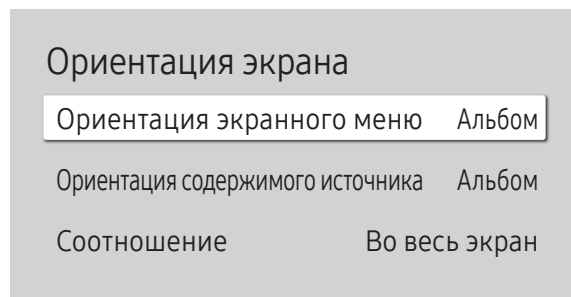 Ориентация экрана
Ориентация экранного меню Альбом
Ориентация содержимого источника Альбом
Соотношение Во весь экран